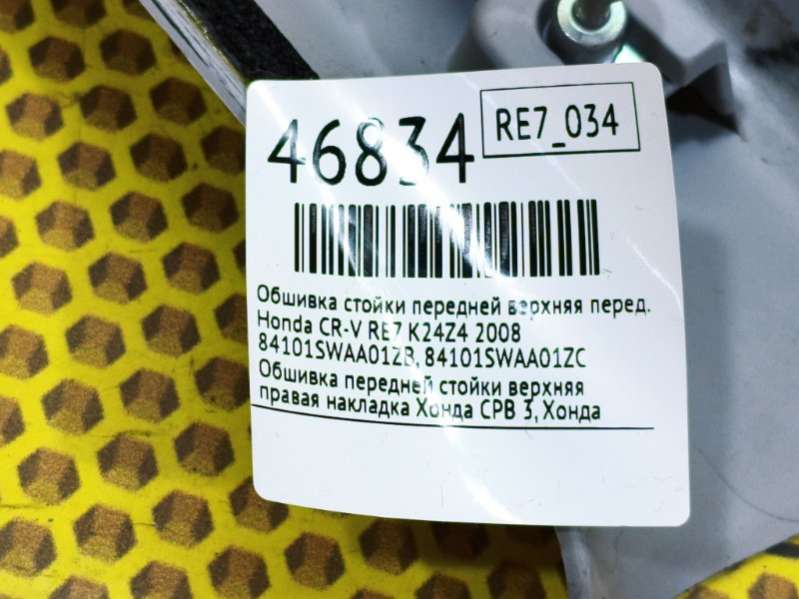 46834
RE7_034
Обшивка стойки передней верхняя перед.
Honda CR-V RE7 K24Z4 2008
84101SWAA01ZB, 84101SWAA01ZC
Обшивка передней стойки верхняя
правая накладка Хонда СРВ 3, Хонда